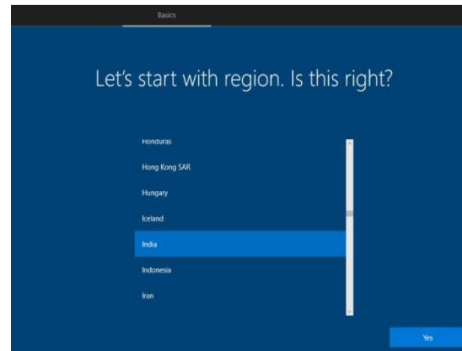 Basics
Let's start with region. Is this right?
Honduras
Hong Kong SAR
Hungary
Iceland
India
Indonesia
Iran
Yes